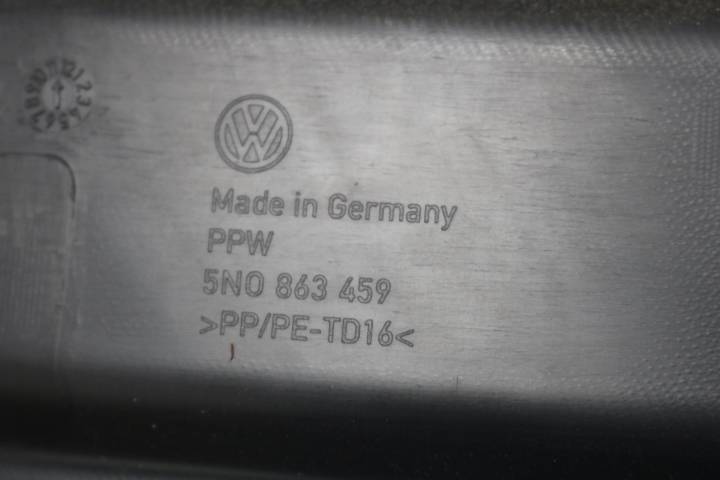 Made in Germany
PPW
5N0 863 459
>PP/PE-TD16<